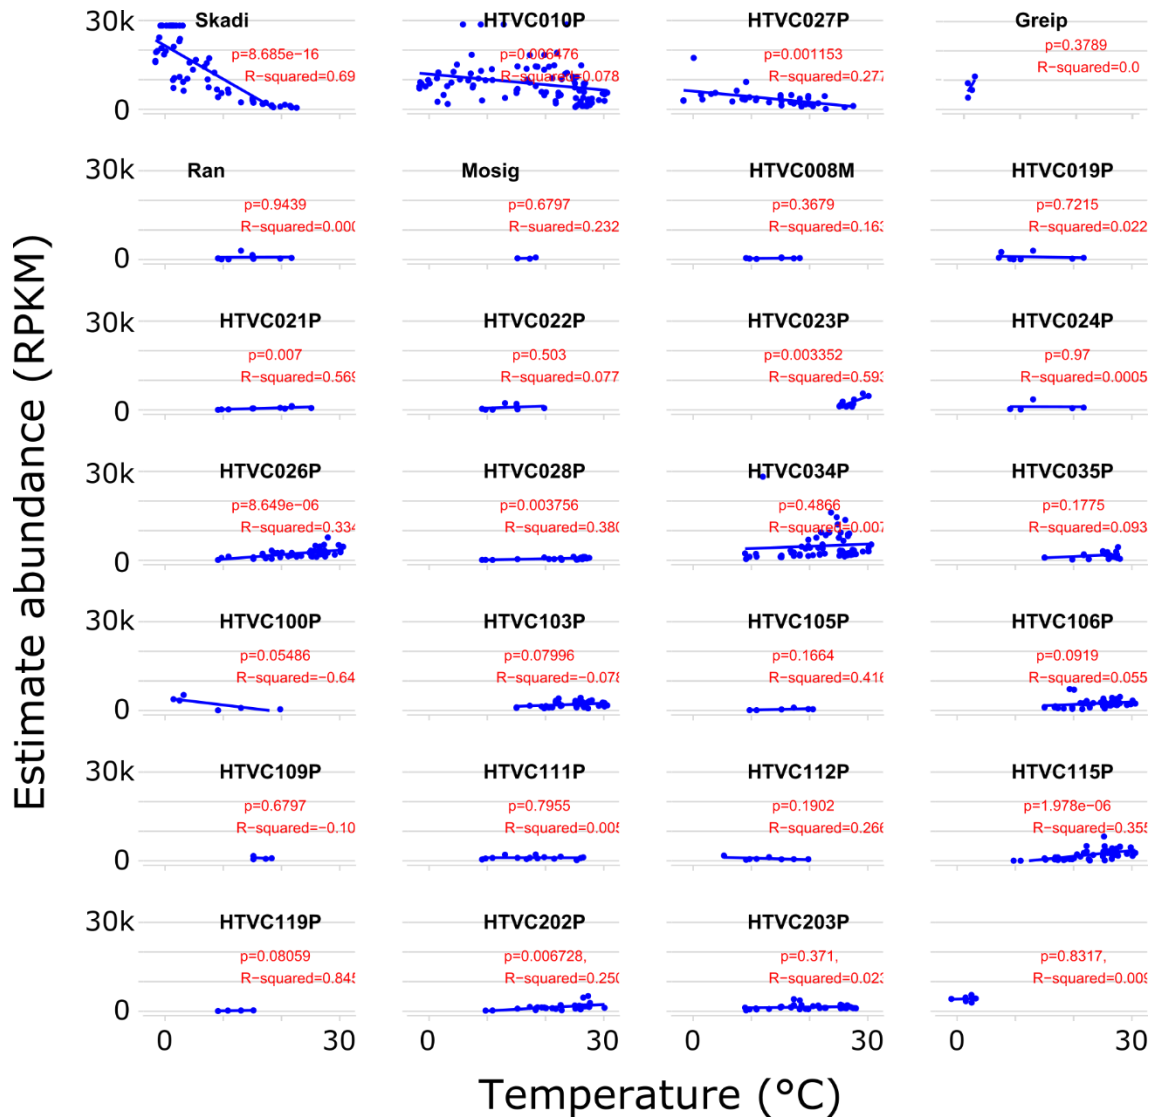 Estimate abundance (RPKM)
30k
0
Skadi
p=8.685e−16
R−squared=0.69
HTVC010P
p=0.006476
R−squared=0.078
HTVC027P
p=0.001153
R−squared=0.277
Greip
p=0.3789
R−squared=0.0
30k
0
Ran
p=0.9439
R−squared=0.000
Mosig
p=0.6797
R−suared=0.232
HTVC008M
p=0.3679
R−squared=0.163
HTVC019P
p=0.7215
R−squared=0.022
30k
0
HTVC021P
p=0.007
R−squared=0.569
HTVC022P
p=0.503
R−squared=0.077
HTVC023P
p=0.003352
R−squared=0.593
HTVC024P
p=0.97
R−squared=0.0005
30k
0
HTVC026P
p=8.649e−06
R−squared=0.334
HTVC028P
p=0.003756
R−squared=0.380
HTVC034P
p=0.4866
R−squared=0.007
HTVC035P
p=0.1775
R−squared=0.093
30k
0
HTVC100P
p=0.05486
R−squared=−0.64
HTVC103P
p=0.07996
R−squared=−0.078
HTVC105P
p=0.1664
R−squared=0.416
HTVC106P
p=0.0919
R−squared=0.055
30k
0
HTVC109P
p=0.6797
R−squared=−0.10
HTVC111P
p=0.7955
R−squared=0.005
HTVC112P
p=0.1902
R−squared=0.266
HTVC115P
p=1.978e−06
R−squared=0.355
30k
0
HTVC119P
p=0.08059
R−squared=0.845
HTVC202P
p=0.006728,
R−squared=0.250
HTVC203P
p=0.371,
R−squared=0.023
p=0.8317,
R−squared=0.009
0 30 0 30 0 30 0 30
Temperature (°C)